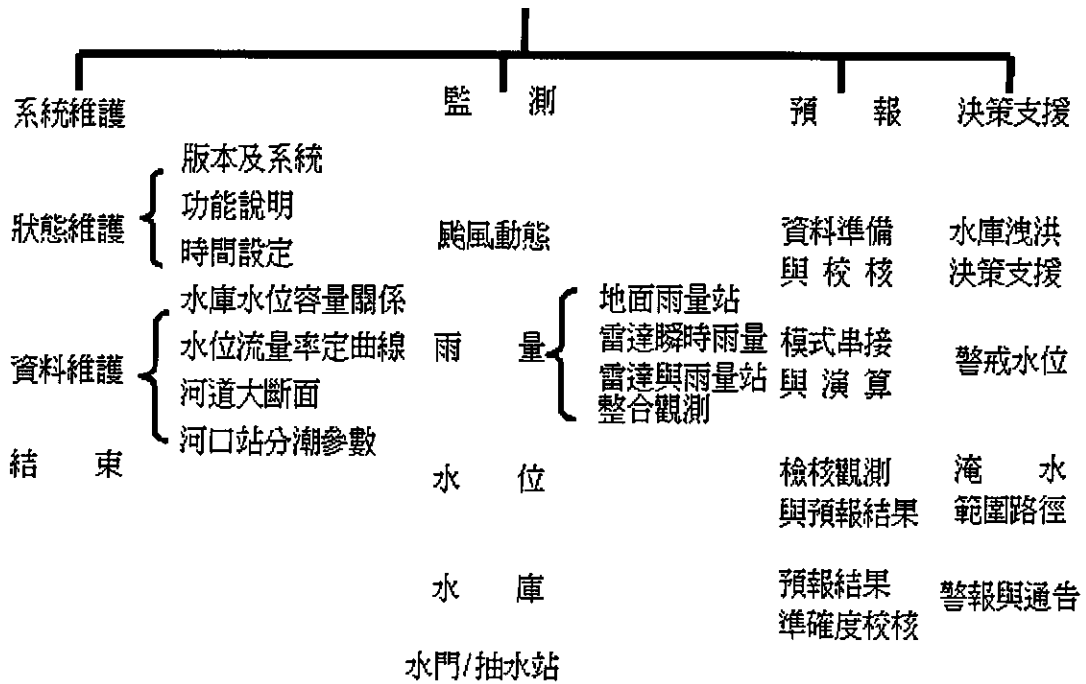 系統維護
狀態維護
版本及系統
功能說明
時間設定
資料維護
水庫水位容量關係
水位流量率定曲線
河道大斷面
河口站分潮參數
結 束
監 測
颱風動態
雨 量
地面雨量站
雷達瞬時雨量
雷達與雨量站
整合觀測
水 位
水 庫
水門/抽水站
預 報
資料準備
與 校 核
模式串接
與 演 算
檢核觀測
與預報結果
預報結果
準確度校核
決策支援
水庫洩洪
決策支援
警戒水位
淹 水
範圍路徑
警報與通告